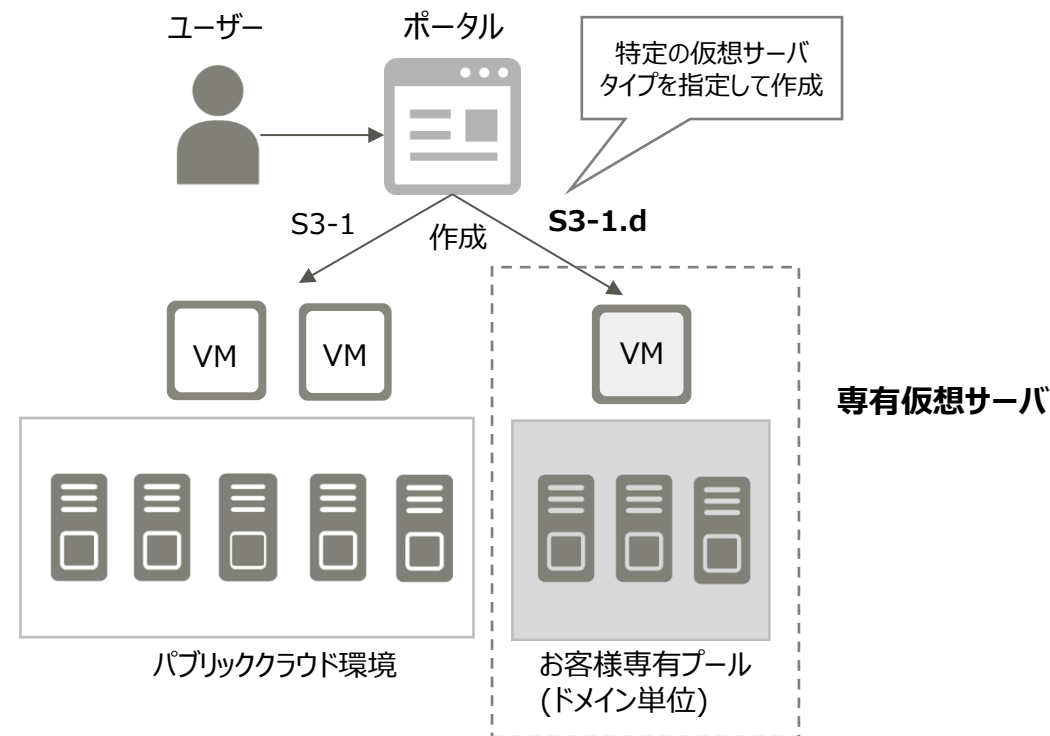 ユーザー
ポータル
特定の仮想サーバ
タイプを指定して作成
S3-1
作成
S3-1.d
VM
VM
VM
専有仮想サーバ
パブリッククラウド環境
お客様専有プール
(ドメイン単位)